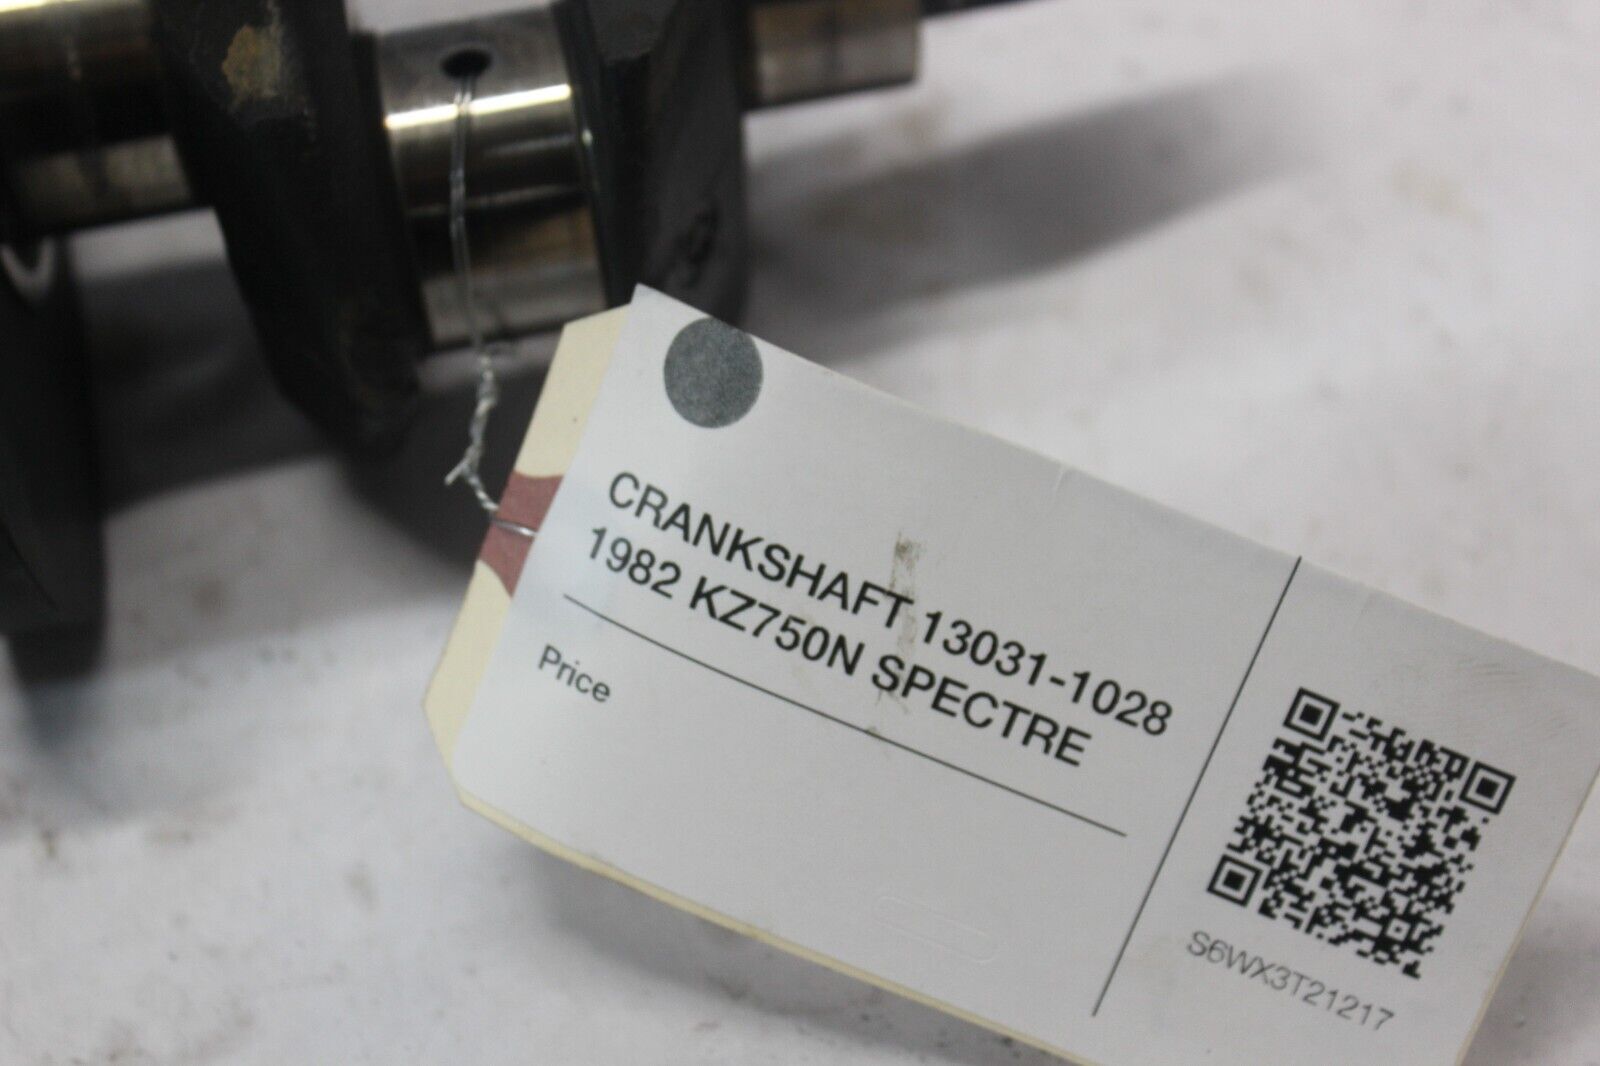 CRANKSHAFT 13031-1028
1982 KZ750N SPECTRE
Price
S6WX3T21217